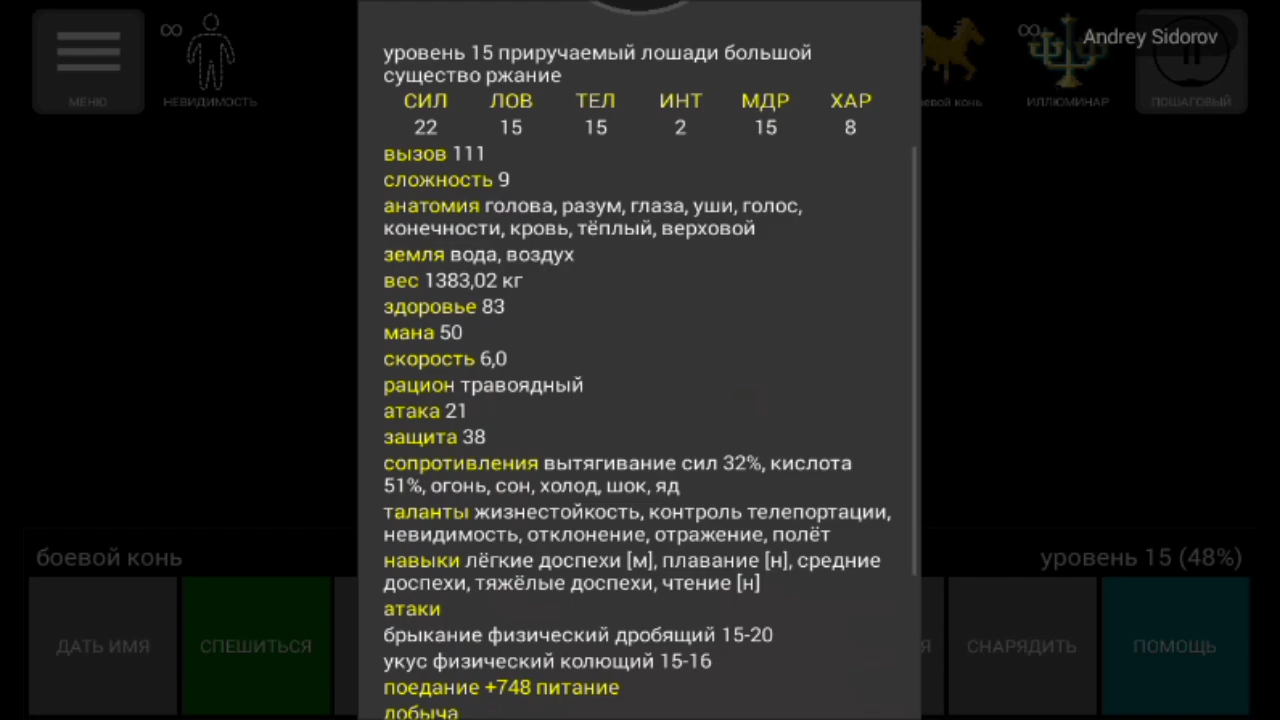 уровень 15 приручаемый лошади большой
существо ржание
СИЛ ЛОВ ТЕЛ ИНТ МДР ХАР
22 15 15 2 15 8
вызов 111
сложность 9
анатомия голова, разум, глаза, уши, голос,
конечности, кровь, тёплый, верховой
земля вода, воздух
вес 1383,02 кг
здоровье 83
мана 50
скорость 6,0
рацион травоядный
атака 21
защита 38
сопротивления вытягивание сил 32%, кислота
51%, огонь, сон, холод, шок, яд
таланты жизнестойкость, контроль телепортации,
невидимость, отклонение, отражение, полёт
навыки лёгкие доспехи [м], плавание [н], средние
доспехи, тяжёлые доспехи, чтение [н]
атаки
брыкание физический дробящий 15-20
укус физический колющий 15-16
поедание +748 питание
добыча
МЕНЮ
∞
НЕВИДИМОСТЬ
евой конь
∞
ИЛЛЮМИНАР
Andrey Sidorov
ПОШАГОВЫЙ
боевой конь
уровень 15 (48%)
ДАТЬ ИМЯ
СПЕШИТЬСЯ
Я
СНАРЯДИТЬ
ПОМОЩЬ